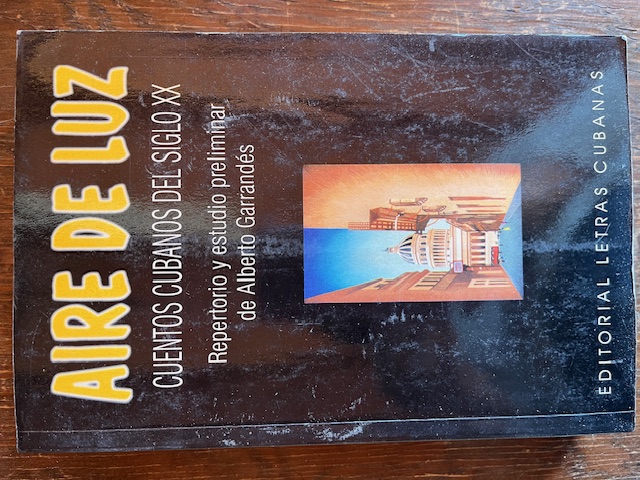 AIRE DE LUZ
CUENTOS CUBANOS DEL SIGLO XX
Repertorio y estudio preliminar
de Alberto Garrandés
EDITORIAL LETRAS CUBANAS